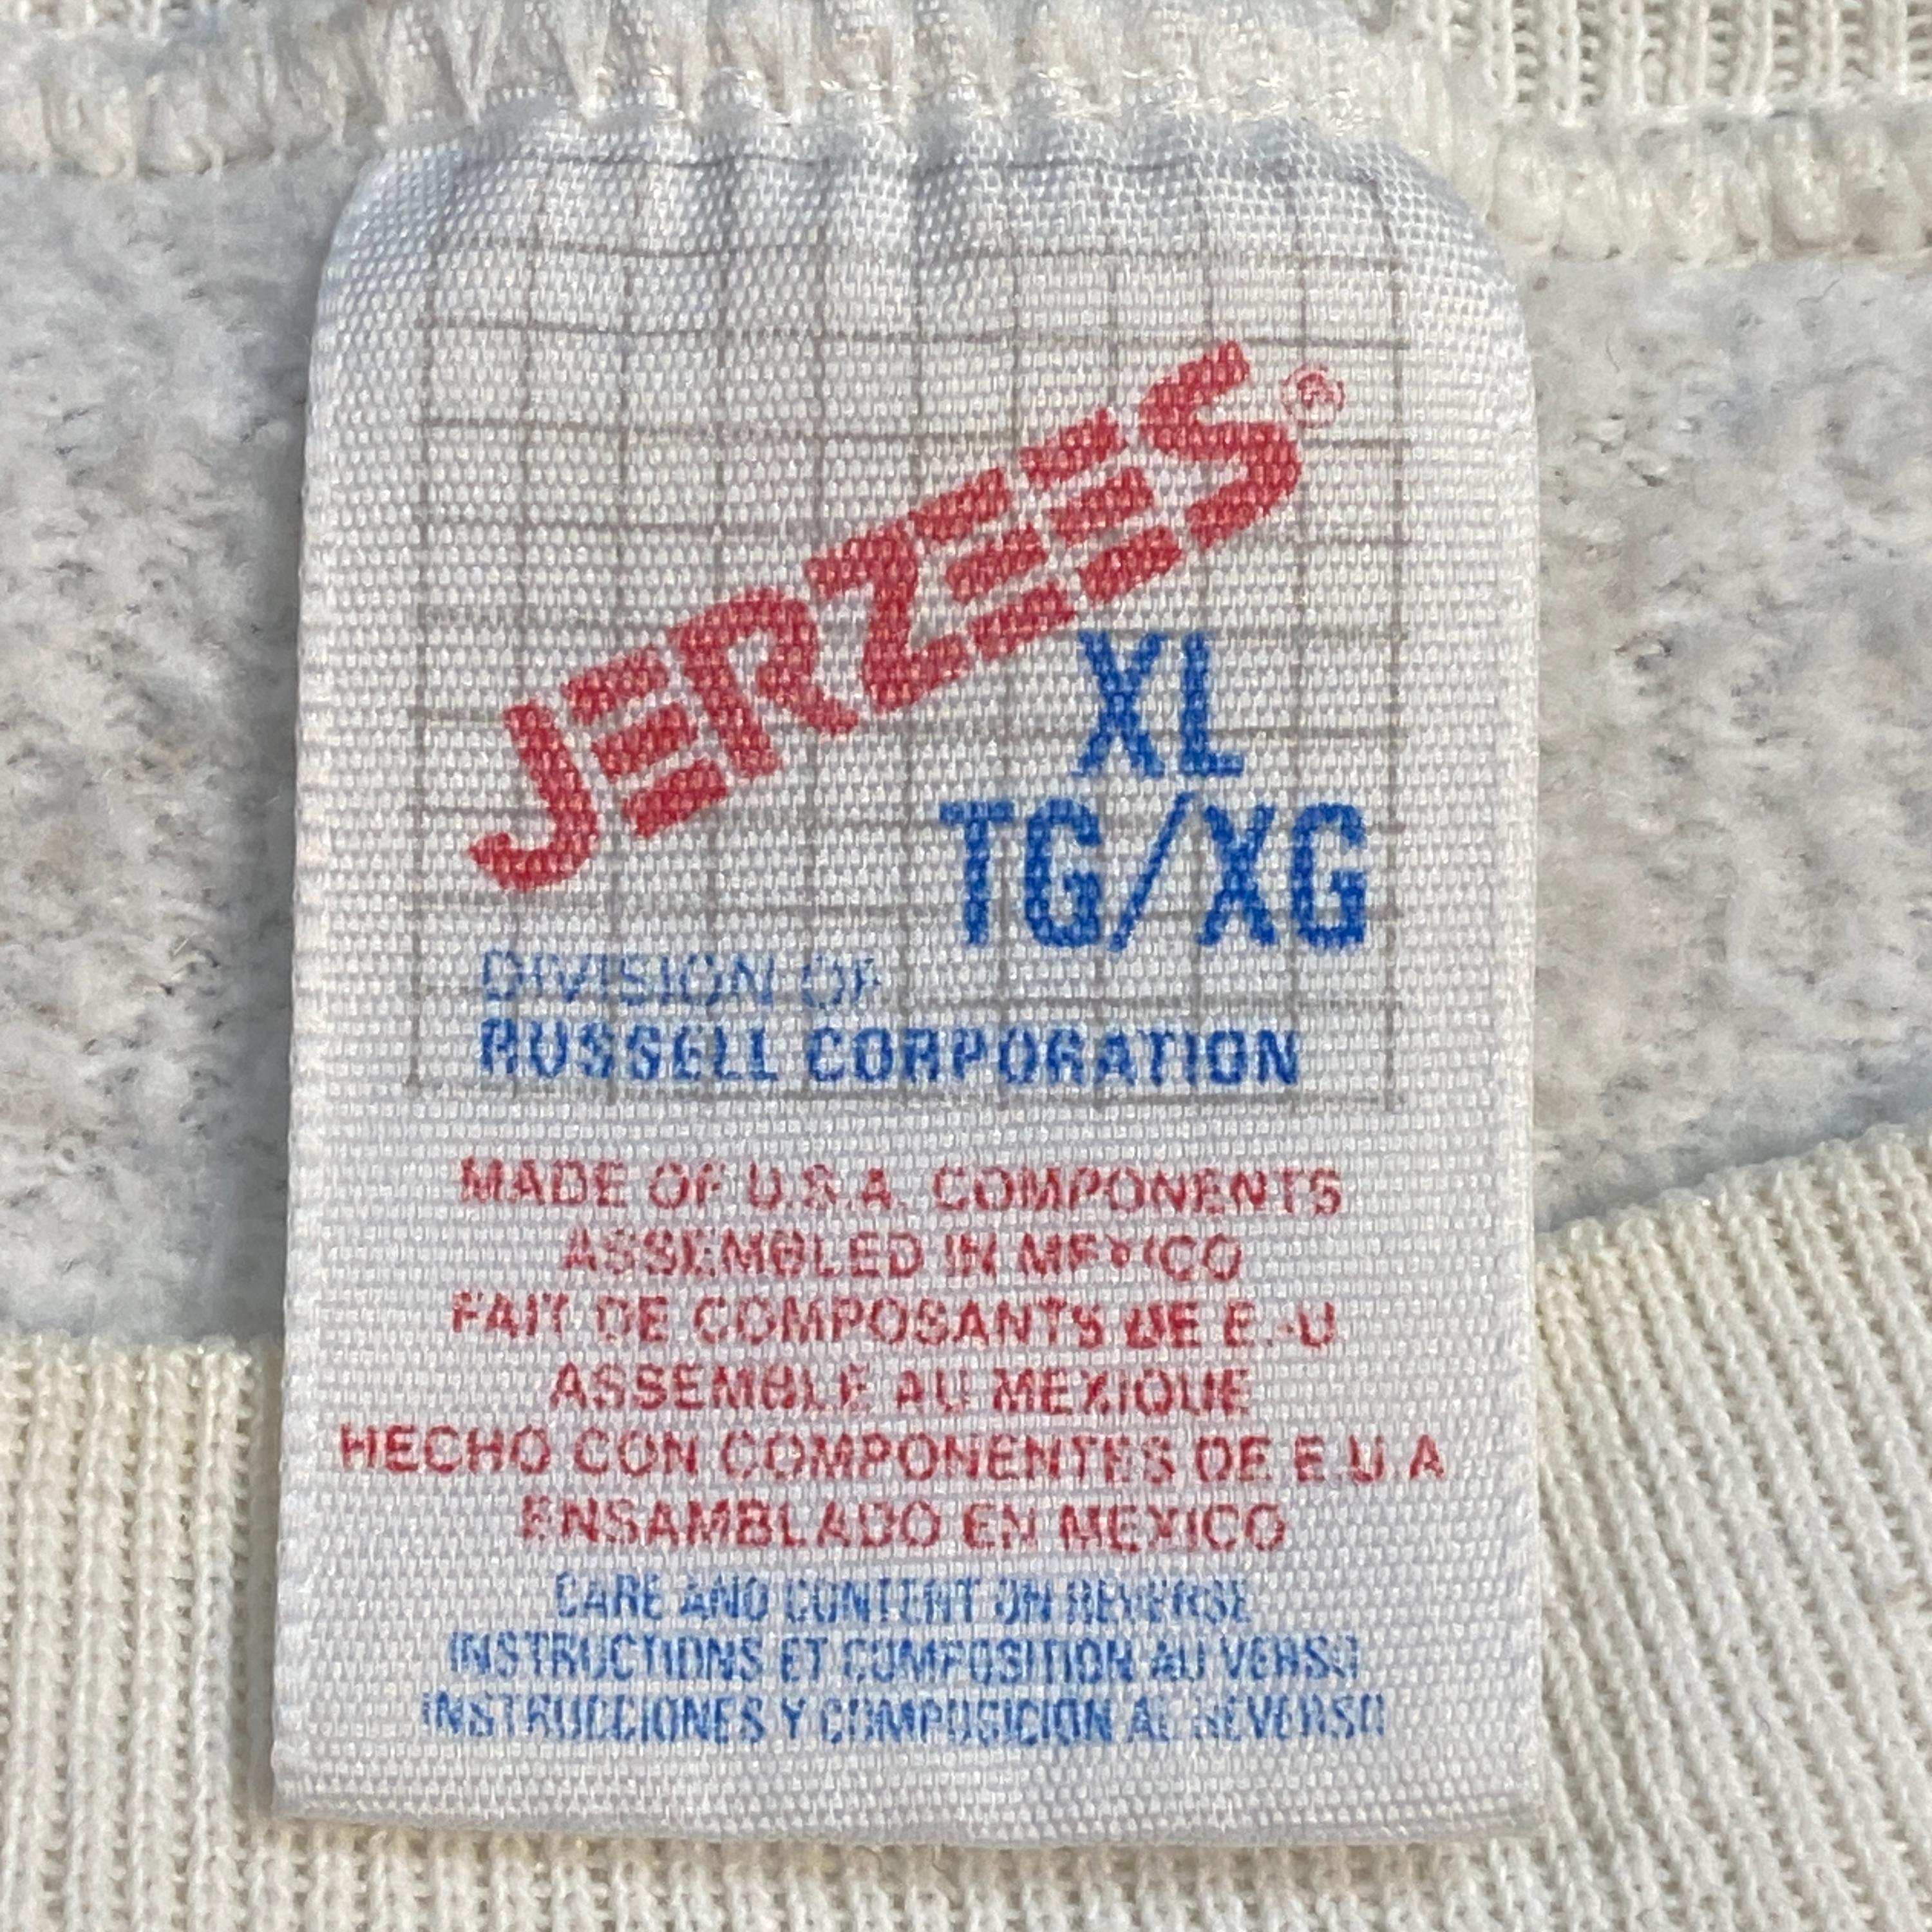 JERZEES®
XL
TG/XG
DIVISION OF
RUSSELL CORPORATION
MADE OF U.S.A. COMPONENTS
ASSEMBLED IN MEXICO
FAIT DE COMPOSANTS DE E.-U
ASSEMBLE AU MEXIQUE
HECHO CON COMPONENTES DE E.U.A
ENSAMBLADO EN MEXICO
CARE AND CONTENT ON REVERSE
INSTRUCTIONS ET COMPOSITION AU VERSO
INSTRUCCIONES Y COMPOSICION AL REVERSO